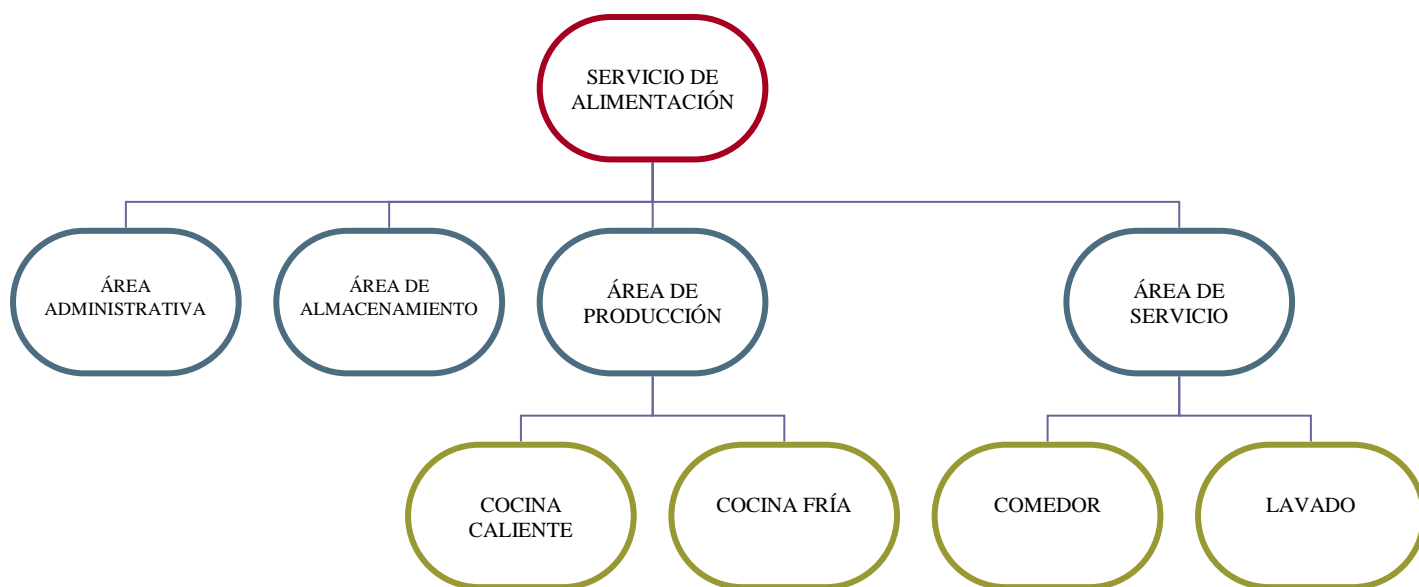 SERVICIO DE
ALIMENTACIÓN
ÁREA
ADMINISTRATIVA
ÁREA DE
ALMACENAMIENTO
ÁREA DE
PRODUCCIÓN
ÁREA DE
SERVICIO
COCINA
CALIENTE
COCINA FRÍA
COMEDOR
LAVADO